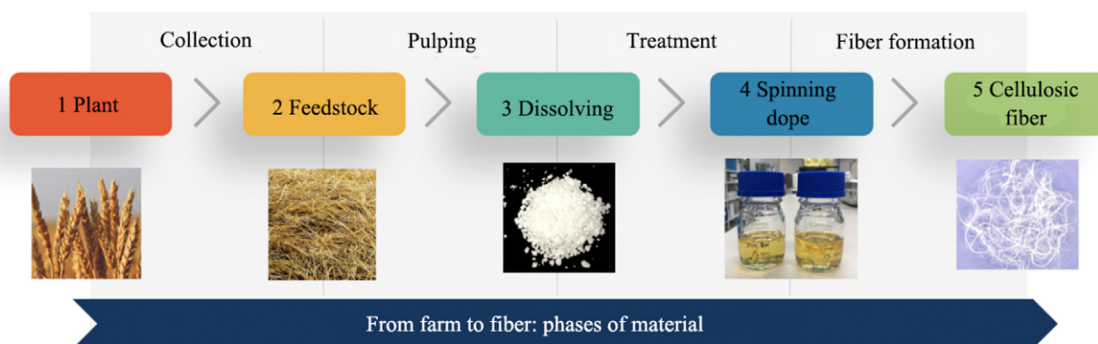 Collection
Pulping
Treatment
Fiber formation
1 Plant
2 Feedstock
3 Dissolving
4 Spinning
dope
5 Cellulosic
fiber
From farm to fiber: phases of material